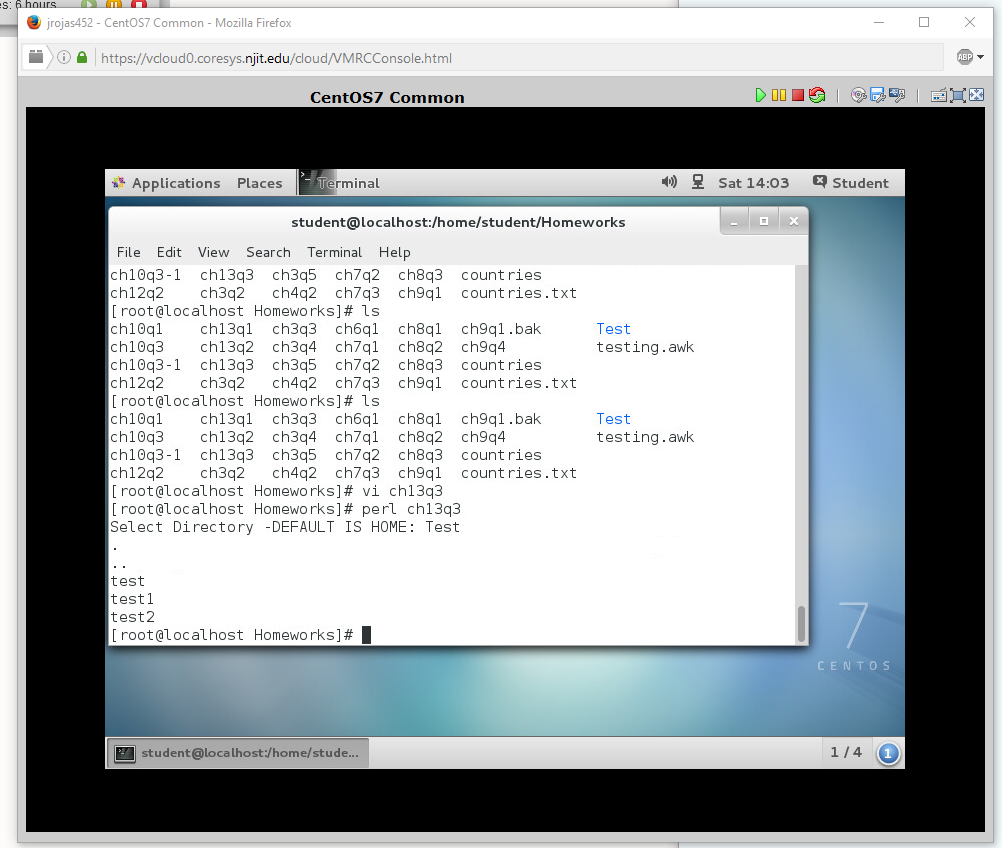 es: 6 hours
jrojas452 - CentOS7 Common - Mozilla Firefox
https://vcloud0.coresys.njit.edu/cloud/VMRCConsole.html
ABP
CentOS7 Common
Applications Places Terminal Sat 14:03 Student
student@localhost:/home/student/Homeworks
File Edit View Search Terminal Help
ch10q3-1 ch13q3 ch3q5 ch7q2 ch8q3 countries
ch12q2 ch3q2 ch4q2 ch7q3 ch9q1 countries.txt
[root@localhost Homeworks]# ls
ch10q1 ch13q1 ch3q3 ch6q1 ch8q1 ch9q1.bak Test
ch10q3 ch13q2 ch3q4 ch7q1 ch8q2 ch9q4 testing.awk
ch10q3-1 ch13q3 ch3q5 ch7q2 ch8q3 countries
ch12q2 ch3q2 ch4q2 ch7q3 ch9q1 countries.txt
[root@localhost Homeworks]# ls
ch10q1 ch13q1 ch3q3 ch6q1 ch8q1 ch9q1.bak Test
ch10q3 ch13q2 ch3q4 ch7q1 ch8q2 ch9q4 testing.awk
ch10q3-1 ch13q3 ch3q5 ch7q2 ch8q3 countries
ch12q2 ch3q2 ch4q2 ch7q3 ch9q1 countries.txt
[root@localhost Homeworks]# vi ch13q3
[root@localhost Homeworks]# perl ch13q3
Select Directory -DEFAULT IS HOME: Test
.
..
test
test1
test2
[root@localhost Homeworks]#
7
CENTOS
student@localhost:/home/stude... 1 / 4 1